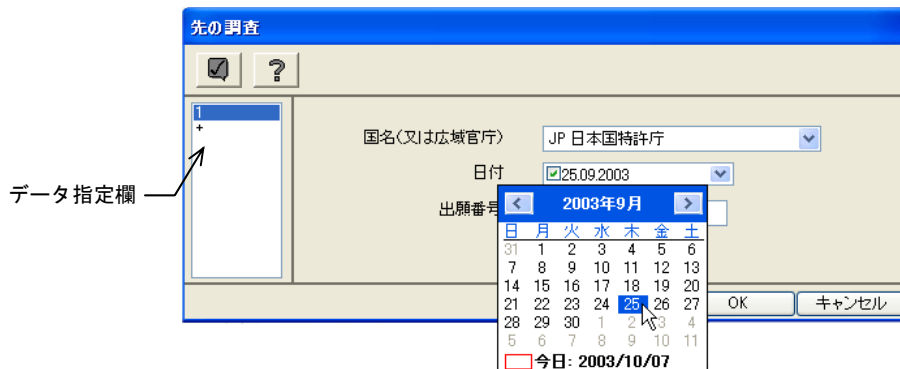 先の調査
?
1
+
データ指定欄
国名(又は広域官庁)
JP 日本国特許庁
日付
25.09.2003
出願番号
2003年9月
日 月 火 水 木 金 土
31 1 2 3 4 5 6
7 8 9 10 11 12 13
14 15 16 17 18 19 20
21 22 23 24 25 26 27
28 29 30 1 2 3 4
5 6 7 8 9 10 11
今日: 2003/10/07
OK
キャンセル